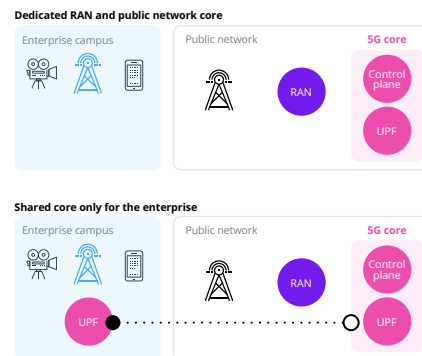 Dedicated RAN and public network core
Enterprise campus
Public network
5G core
Control
plane
RAN
UPF
Shared core only for the enterprise
Enterprise campus
Public network
5G core
Control
plane
RAN
UPF
UPF